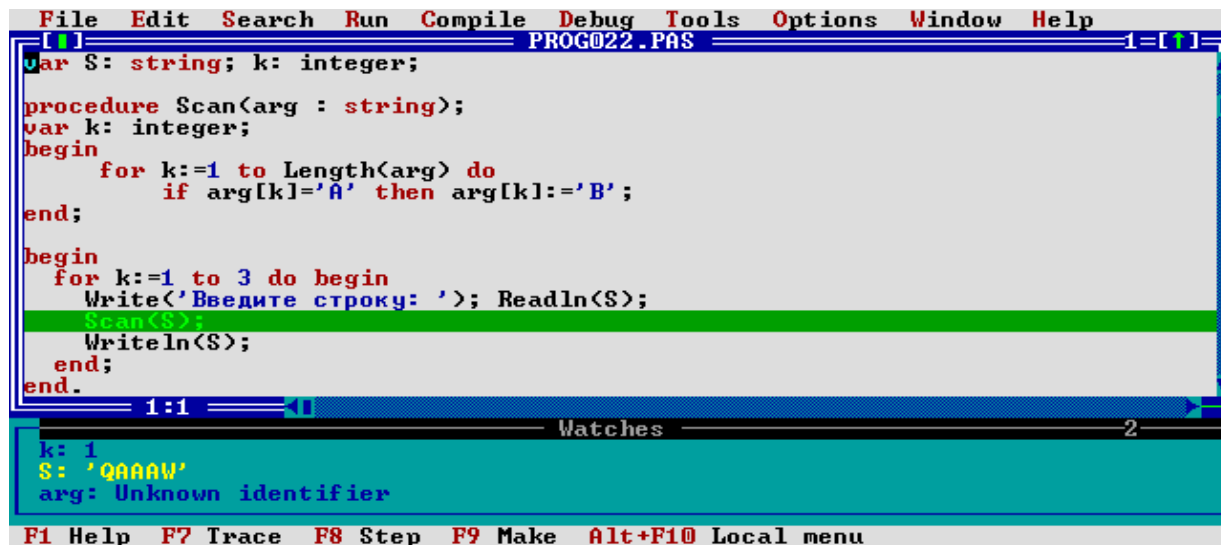 File Edit Search Run Compile Debug Tools Options Window Help
PROG022.PAS 1=[↑]
var S: string; k: integer;
procedure Scan(arg : string);
var k: integer;
begin
for k:=1 to Length(arg) do
if arg[k]='A' then arg[k]:='B';
end;
begin
for k:=1 to 3 do begin
Write('Введите строку: '); Readln(S);
Scan(S);
Writeln(S);
end;
end.
1:1
Watches 2
k: 1
S: 'QAAAW'
arg: Unknown identifier
F1 Help F7 Trace F8 Step F9 Make Alt+F10 Local menu